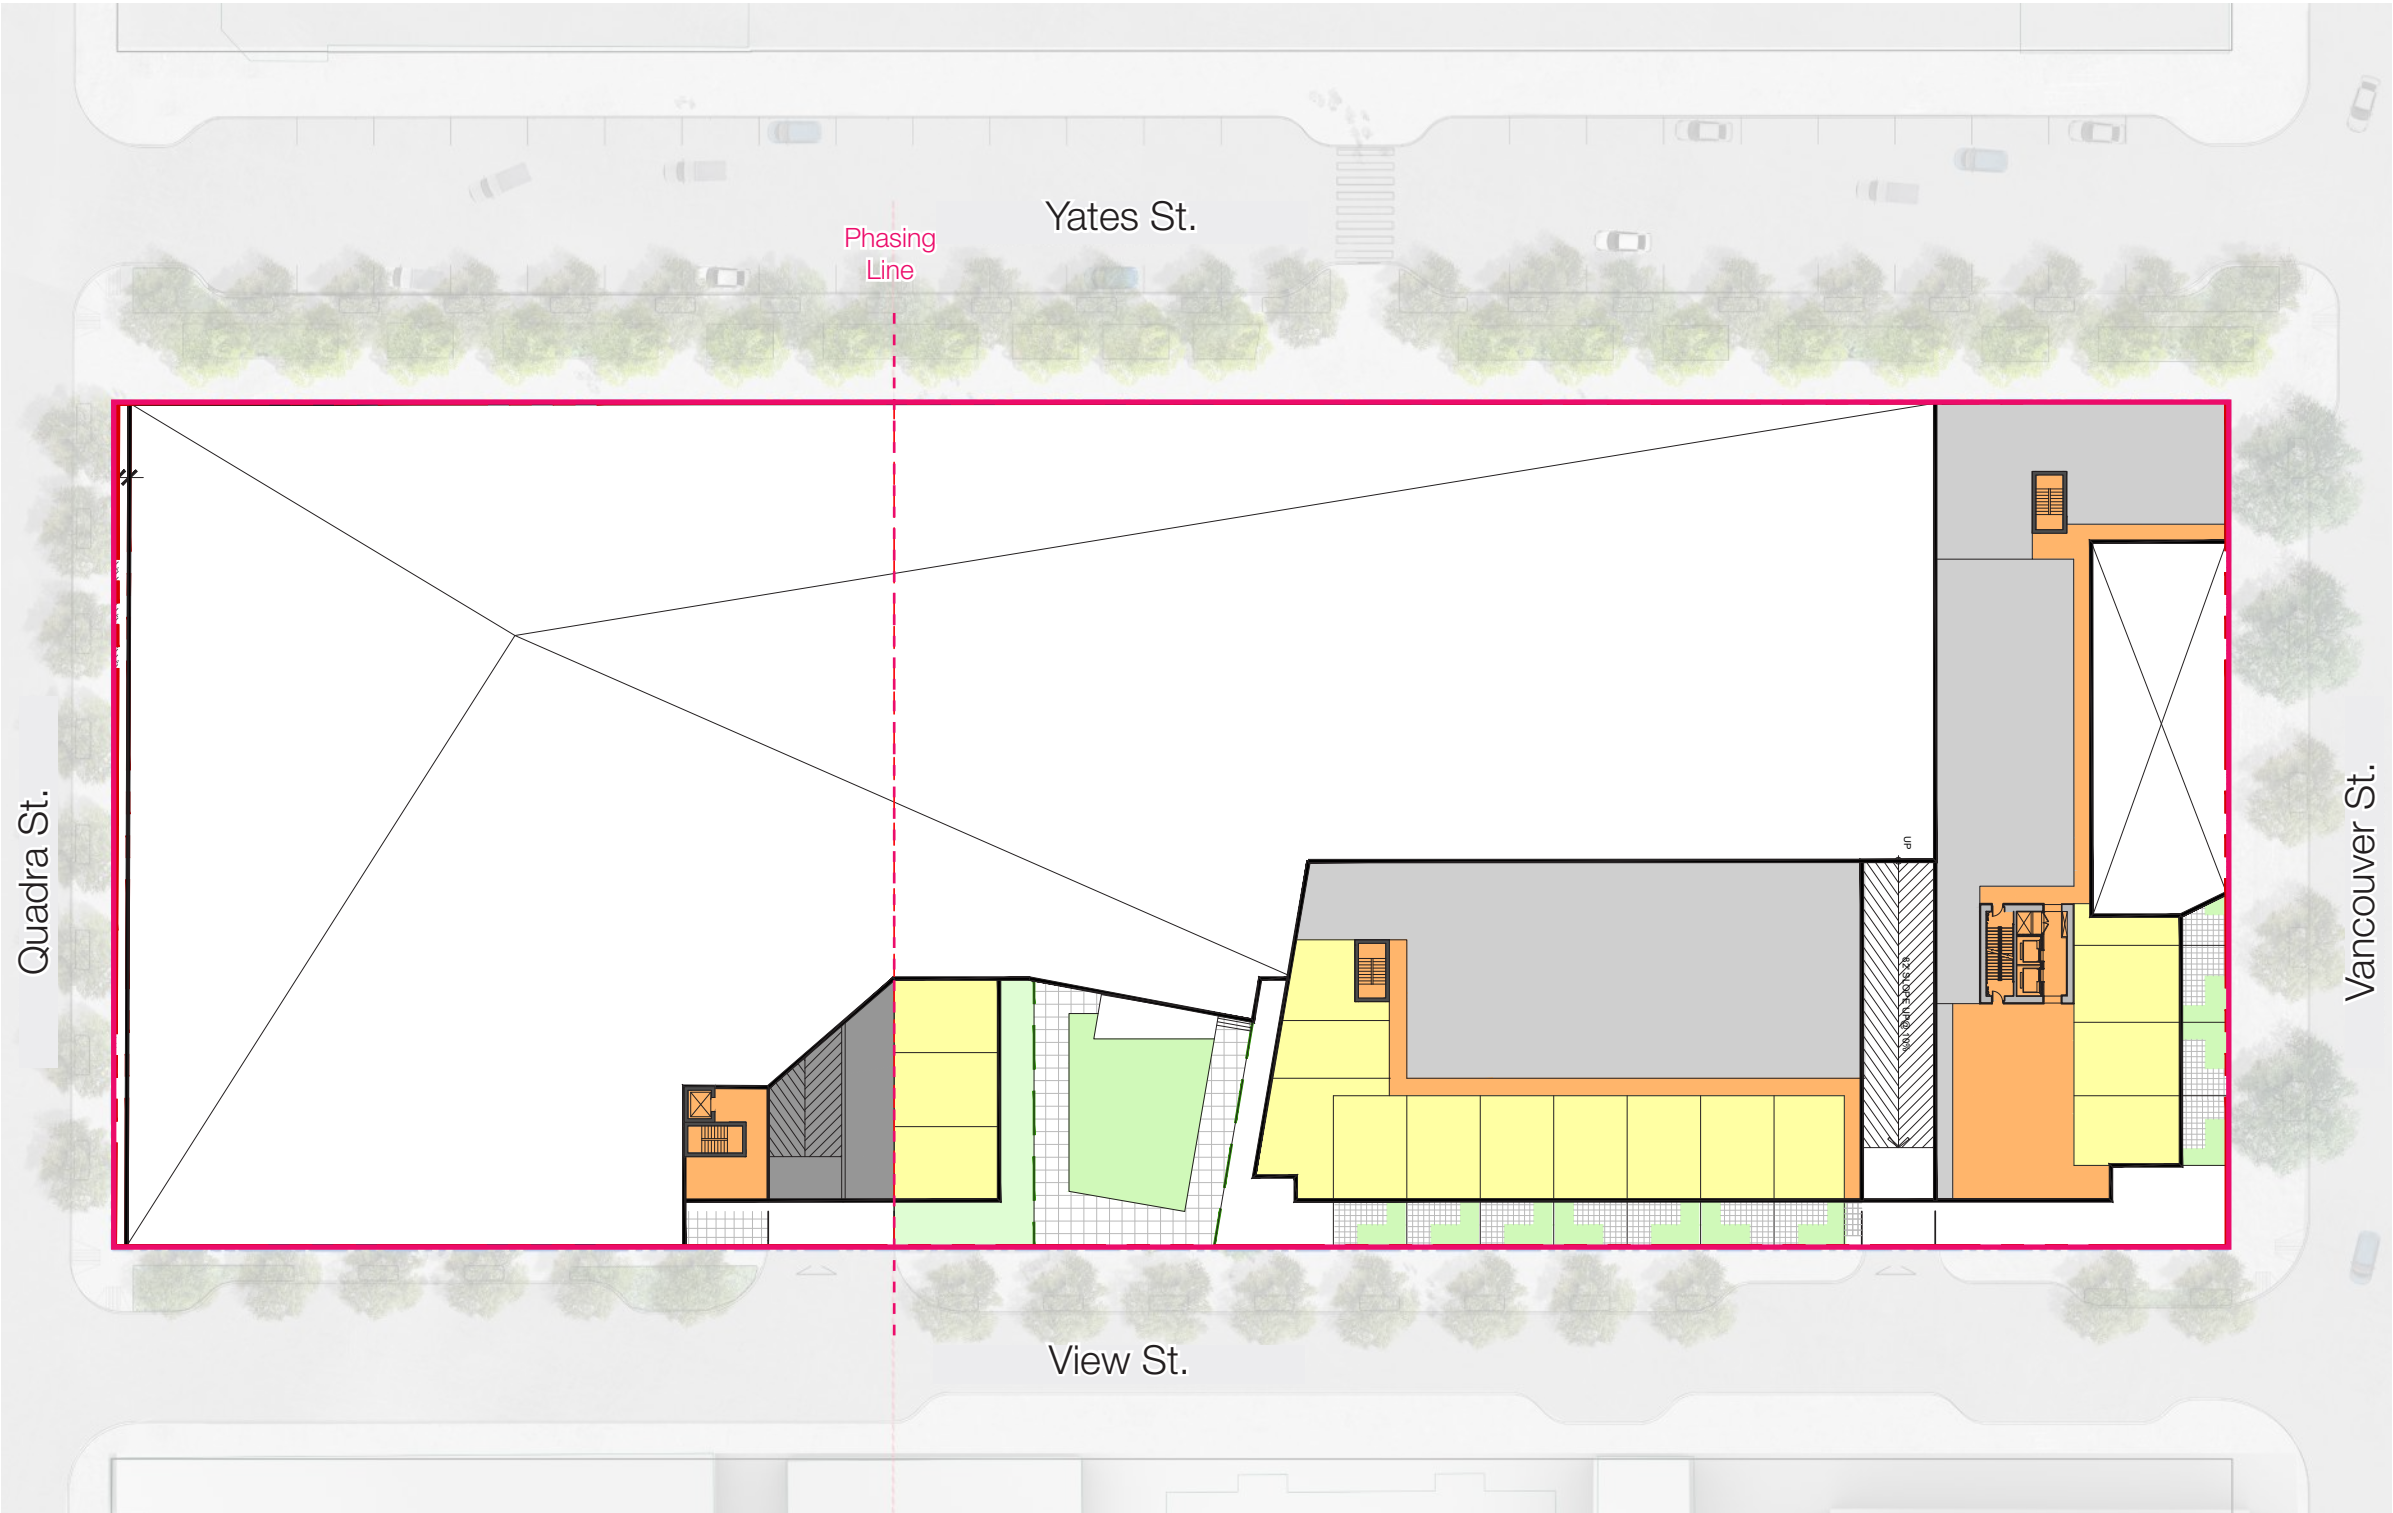 Yates St.
Phasing
Line
Quadra St.
Vancouver St.
UP
View St.